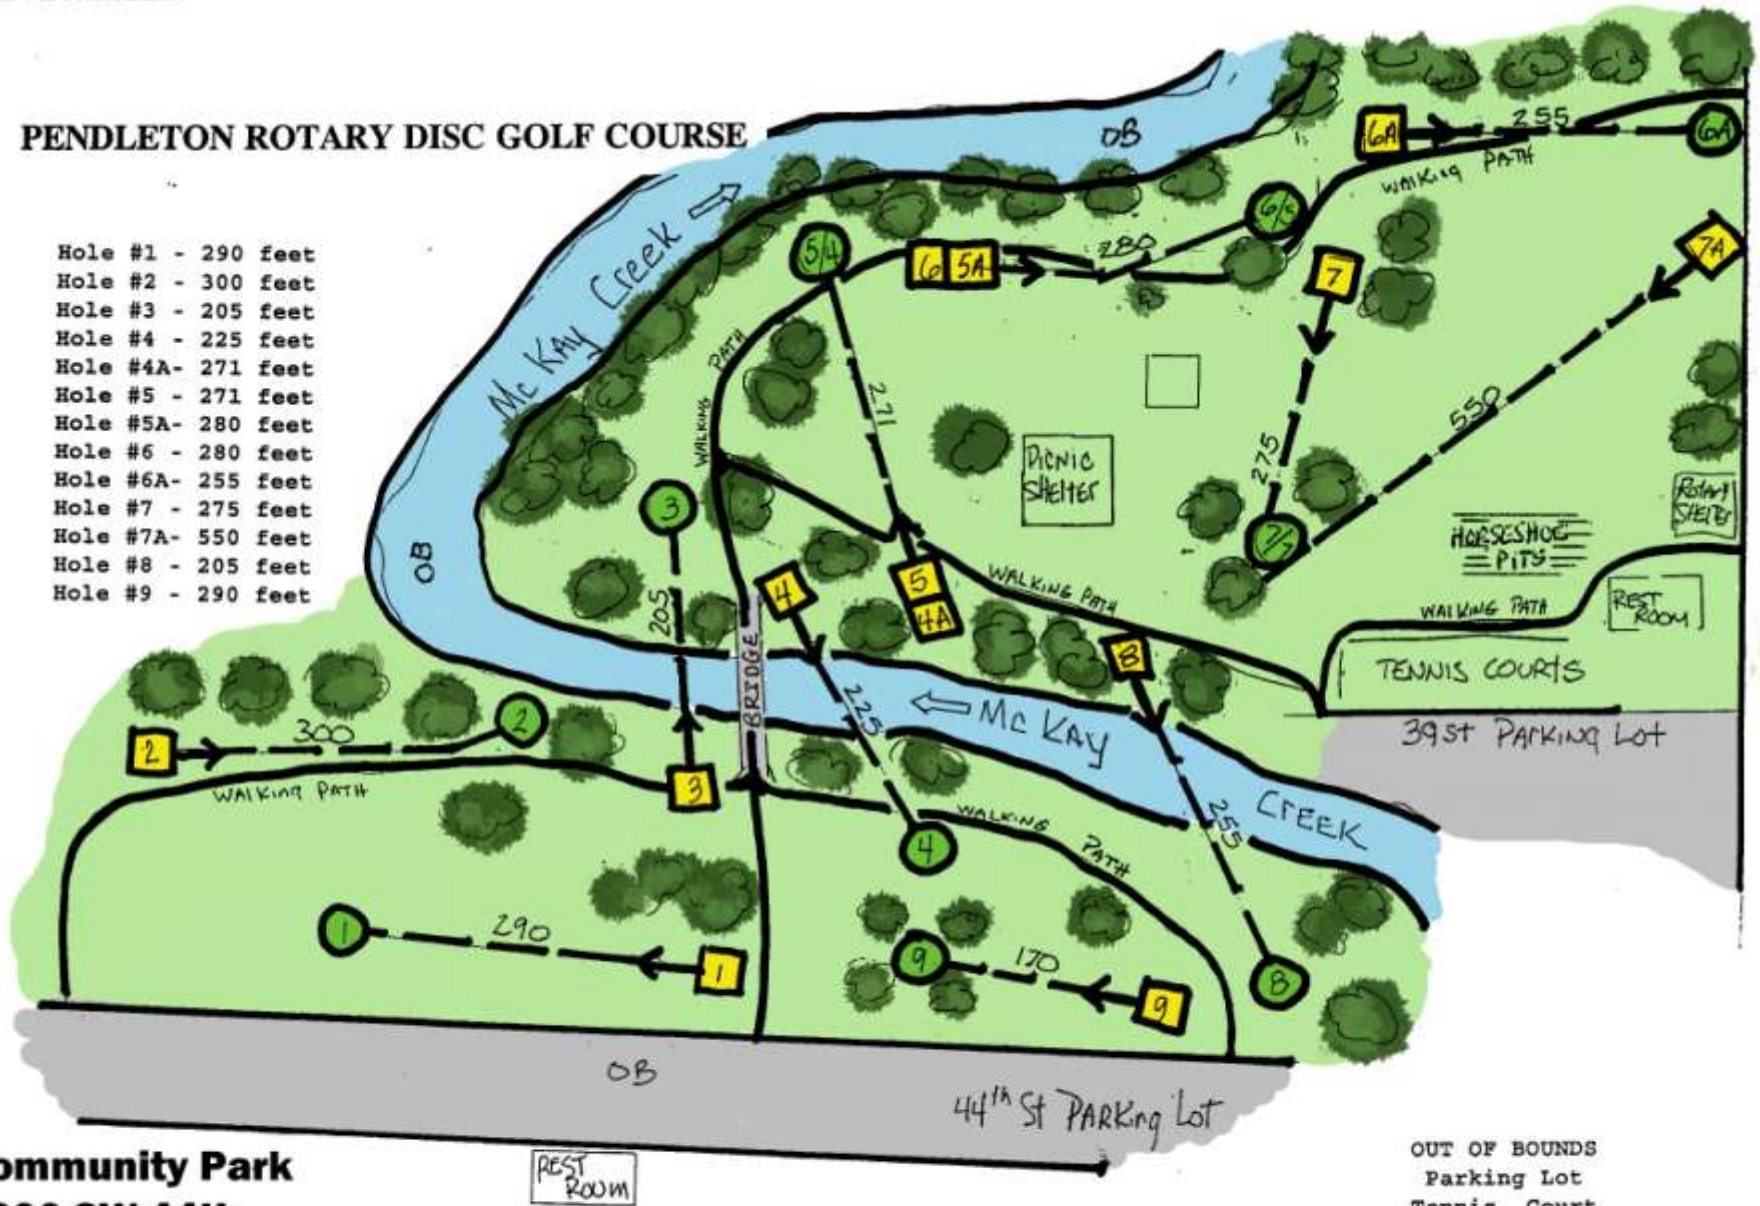 PENDLETON ROTARY DISC GOLF COURSE
Hole #1 - 290 feet
Hole #2 - 300 feet
Hole #3 - 205 feet
Hole #4 - 225 feet
Hole #4A- 271 feet
Hole #5 - 271 feet
Hole #5A- 280 feet
Hole #6 - 280 feet
Hole #6A- 255 feet
Hole #7 - 275 feet
Hole #7A- 550 feet
Hole #8 - 205 feet
Hole #9 - 290 feet
OB
6A
255
6A
WALKING PATH
Mc KAY Creek
5/4
6
5A
280
6/5
7
7A
WALKING PATH
271
275
550
PICNIC
SHELTER
ROTARY
SHELTER
3
7/7
HORSESHOE
PITS
OB
205
4
5
4A
WALKING PATH
WALKING PATH
REST
ROOM
BRIDGE
8
TENNIS COURTS
2
300
2
225
Mc KAY CREEK
39 St PARKING LOT
WALKING PATH
3
4
WALKING PATH
255
1
290
1
9
170
9
8
OB
44th St PARKING LOT
ommunity Park
REST
ROOM
OUT OF BOUNDS
Parking Lot
Tennis Court